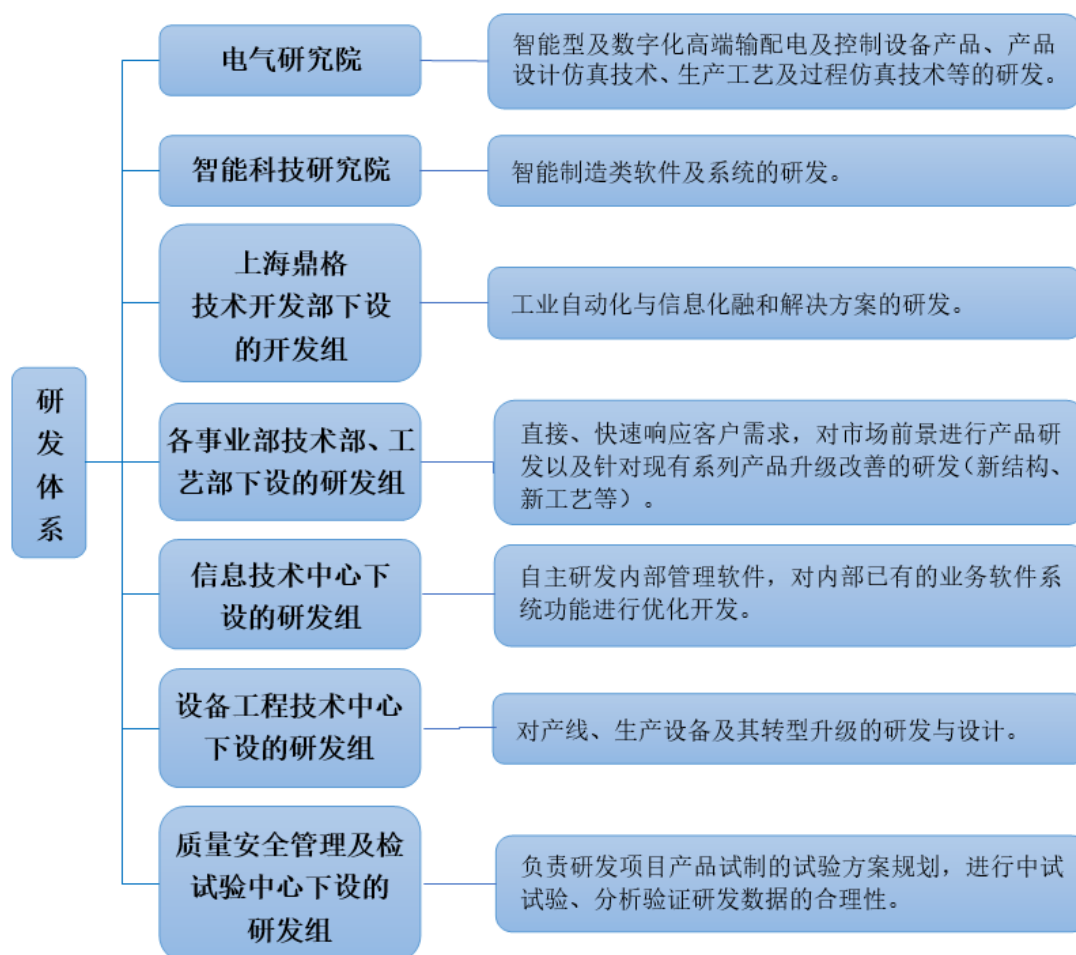 研
发
体
系
电气研究院
智能型及数字化高端输配电及控制设备产品、产品
设计仿真技术、生产工艺及过程仿真技术等的研发。
智能科技研究院
智能制造类软件及系统的研发。
上海鼎格
技术开发部下设
的开发组
工业自动化与信息化融和解决方案的研发。
各事业部技术部、工
艺部下设的研发组
直接、快速响应客户需求，对市场前景进行产品研
发以及针对现有系列产品升级改善的研发（新结构、
新工艺等）。
信息技术中心下
设的研发组
自主研发内部管理软件，对内部已有的业务软件系
统功能进行优化开发。
设备工程技术中心
下设的研发组
对产线、生产设备及其转型升级的研发与设计。
质量安全管理及检
试验中心下设的
研发组
负责研发项目产品试制的试验方案规划，进行中试
试验、分析验证研发数据的合理性。